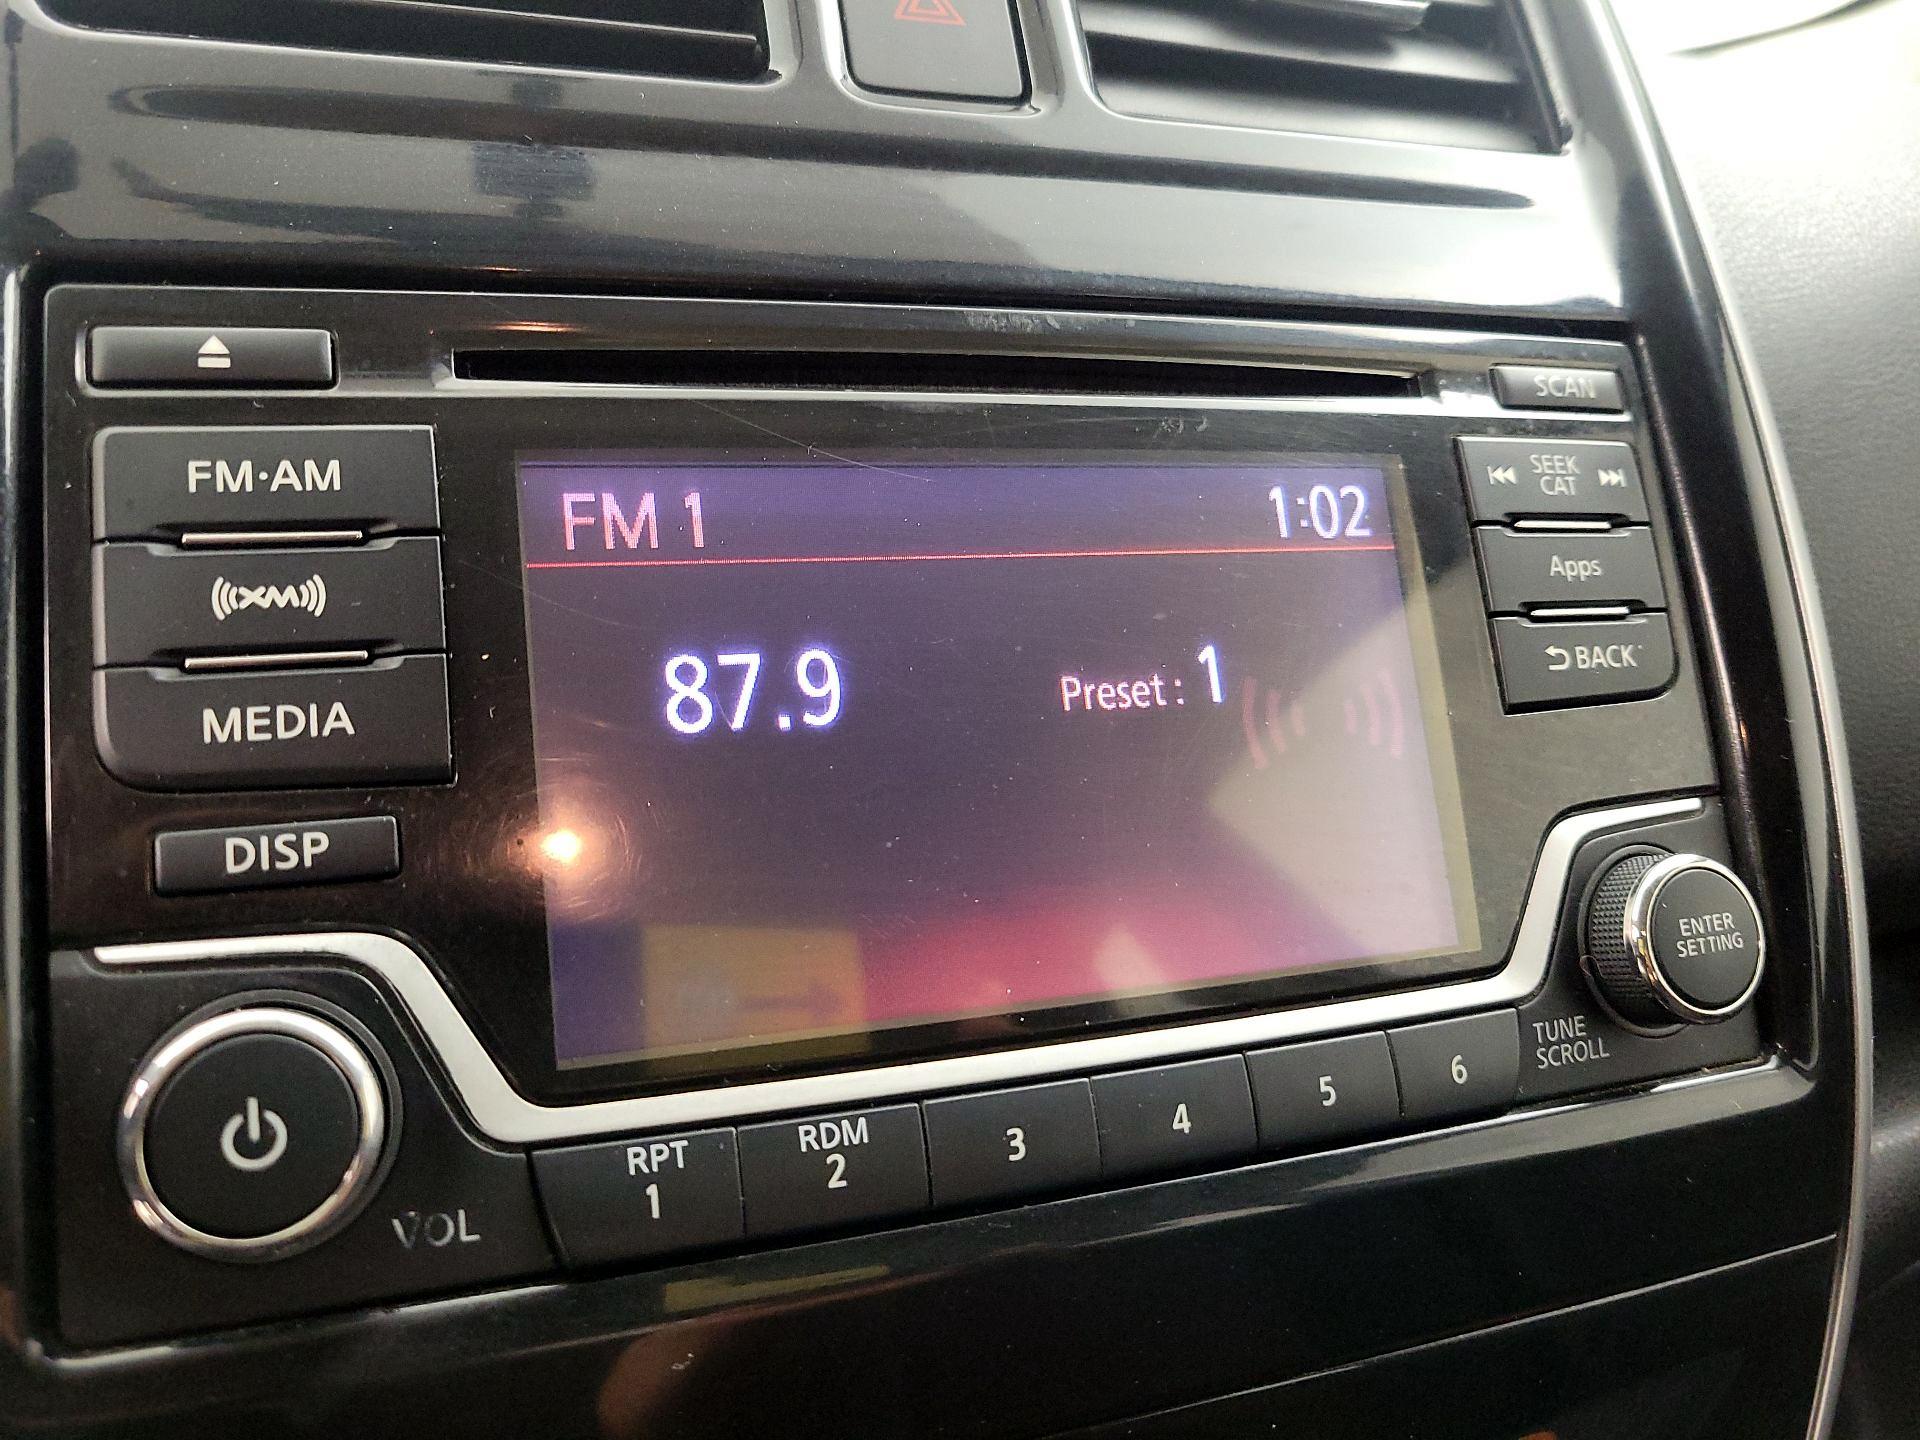 SCAN
FM·AM
SEEK
CAT
FM 1
1:02
XM
Apps
87.9
Preset : 1
BACK
MEDIA
DISP
ENTER
SETTING
TUNE
SCROLL
VOL
RPT
1
RDM
2
3
4
5
6